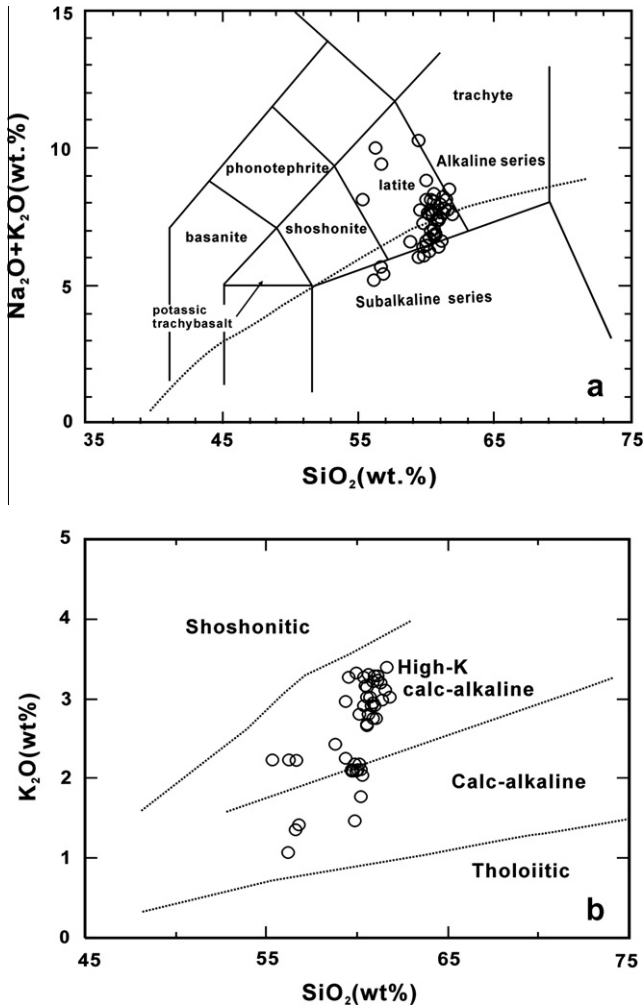 15
10
5
0
Na2O+K2O(wt.%)
trachyte
Alkaline series
phonotephrite
latite
basanite
shoshonite
potassic
trachybasalt
Subalkaline series
a
35
45
55
65
75
SiO2(wt.%)
5
4
3
2
1
0
K2O(wt%)
Shoshonitic
High-K
calc-alkaline
Calc-alkaline
Tholoiitic
b
45
55
65
75
SiO2(wt%)